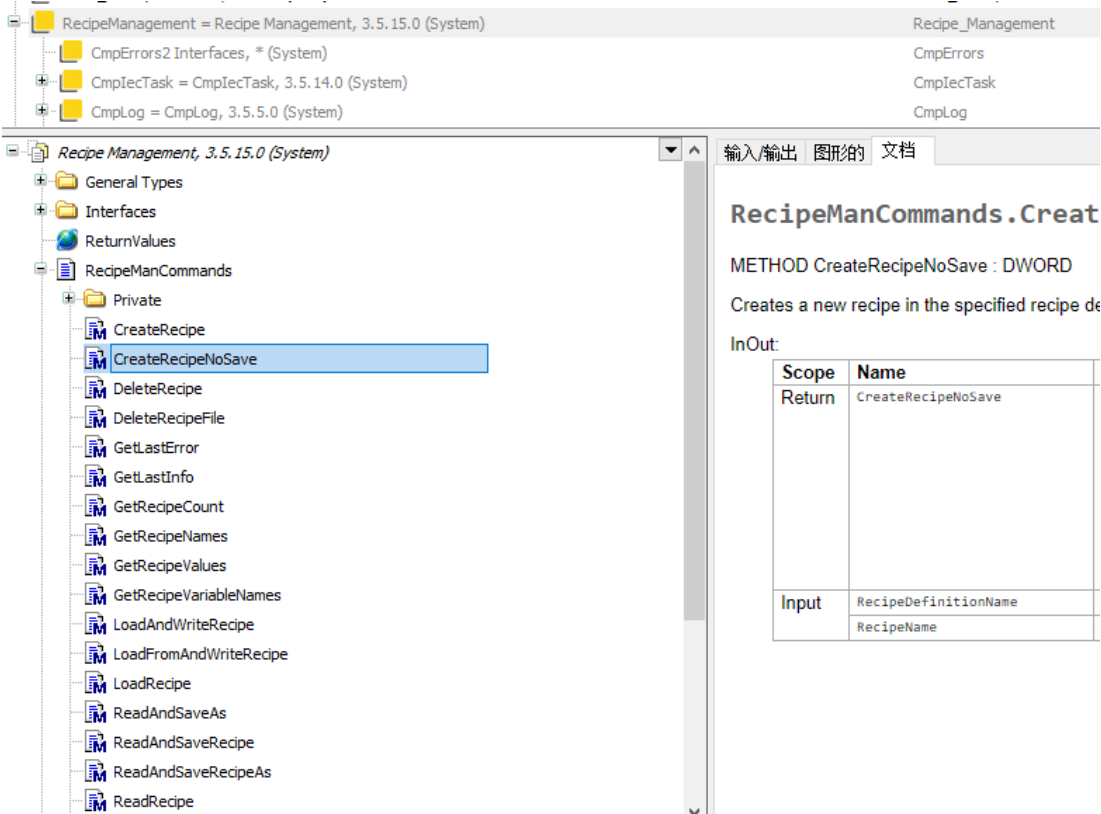 RecipeManagement = Recipe Management, 3.5.15.0 (System) Recipe_Management
CmpErrors2 Interfaces, * (System) CmpErrors
CmpIecTask = CmpIecTask, 3.5.14.0 (System) CmpIecTask
CmpLog = CmpLog, 3.5.5.0 (System) CmpLog
Recipe Management, 3.5.15.0 (System)
General Types
Interfaces
ReturnValues
RecipeManCommands
Private
CreateRecipe
CreateRecipeNoSave
DeleteRecipe
DeleteRecipeFile
GetLastError
GetLastInfo
GetRecipeCount
GetRecipeNames
GetRecipeValues
GetRecipeVariableNames
LoadAndWriteRecipe
LoadFromAndWriteRecipe
LoadRecipe
ReadAndSaveAs
ReadAndSaveRecipe
ReadAndSaveRecipeAs
ReadRecipe
输入/输出 图形的 文档
RecipeManCommands.Creat
METHOD CreateRecipeNoSave : DWORD
Creates a new recipe in the specified recipe de
InOut:
Scope Name
Return CreateRecipeNoSave
Input RecipeDefinitionName
RecipeName